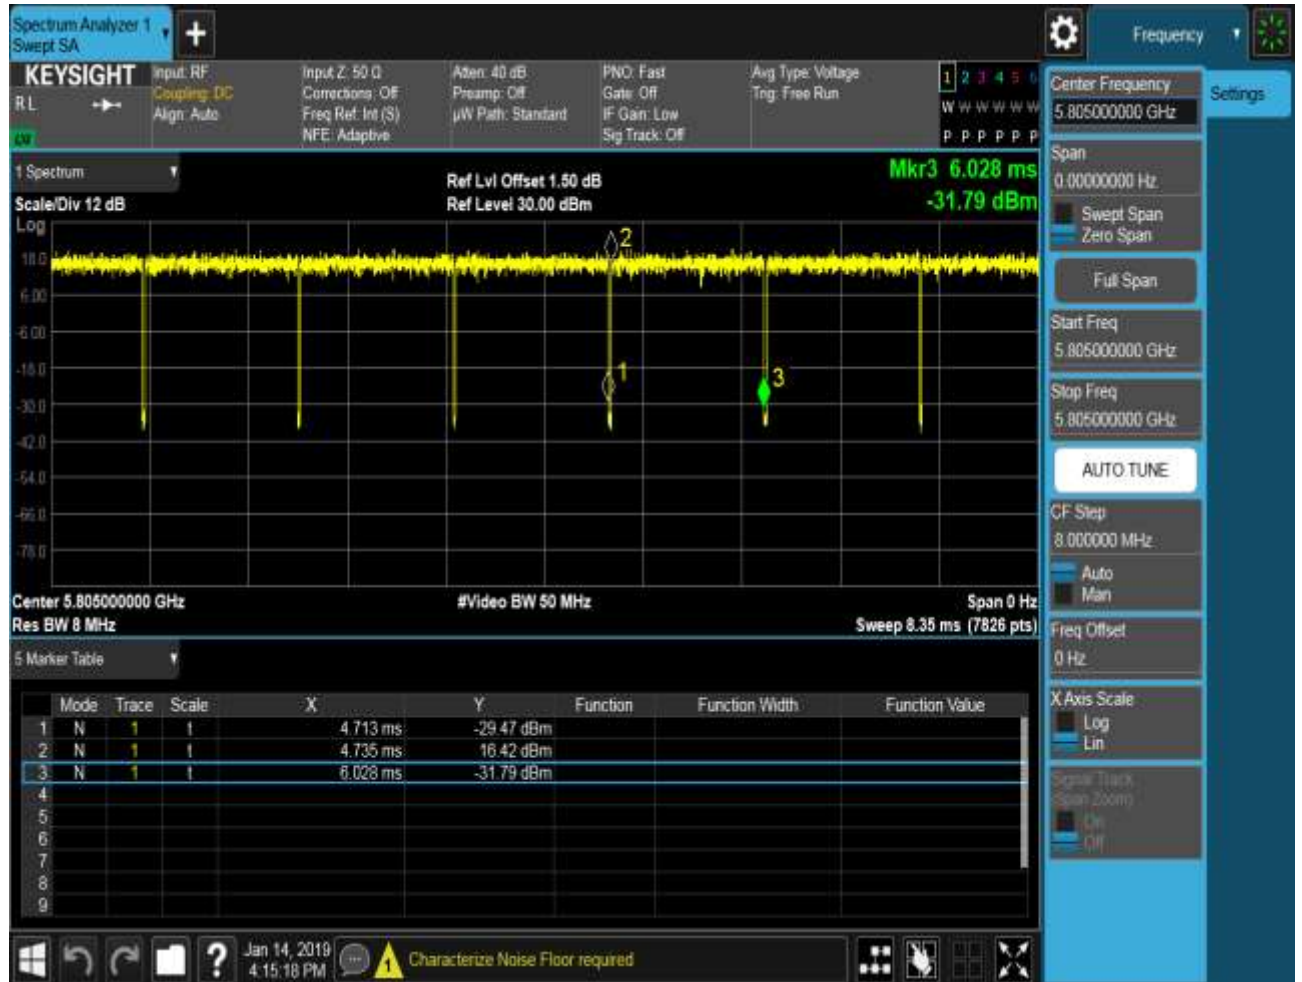 Spectrum Analyzer 1
Swept SA
+
Frequency
KEYSIGHT
R L
Input: RF
Coupling: DC
Align: Auto
Input Z: 50 Ω
Corrections: Off
Freq Ref: Int (S)
NFE: Adaptive
Atten: 40 dB
Preamp: Off
µW Path: Standard
PNO: Fast
Gate: Off
IF Gain: Low
Sig Track: Off
Avg Type: Voltage
Trig: Free Run
1 2 3 4 5 6
W W W W W W
P P P P P P
1 Spectrum
Scale/Div 12 dB
Log
Ref Lvl Offset 1.50 dB
Ref Level 30.00 dBm
Mkr3 6.028 ms
-31.79 dBm
18.0
6.00
-6.00
-18.0
-30.0
-42.0
-54.0
-66.0
-78.0
2
1
3
Center 5.805000000 GHz
#Video BW 50 MHz
Span 0 Hz
Res BW 8 MHz
Sweep 8.35 ms (7826 pts)
5 Marker Table
Mode Trace Scale X Y Function Function Width Function Value
1 N 1 t 4.713 ms -29.47 dBm
2 N 1 t 4.735 ms 16.42 dBm
3 N 1 t 6.028 ms -31.79 dBm
4
5
6
7
8
9
Jan 14, 2019
4:15:18 PM
?
1
Characterize Noise Floor required
Center Frequency
5.805000000 GHz
Settings
Span
0.00000000 Hz
Swept Span
Zero Span
Full Span
Start Freq
5.805000000 GHz
Stop Freq
5.805000000 GHz
AUTO TUNE
CF Step
8.000000 MHz
Auto
Man
Freq Offset
0 Hz
X Axis Scale
Log
Lin
Signal Track
(Span Zoom)
On
Off